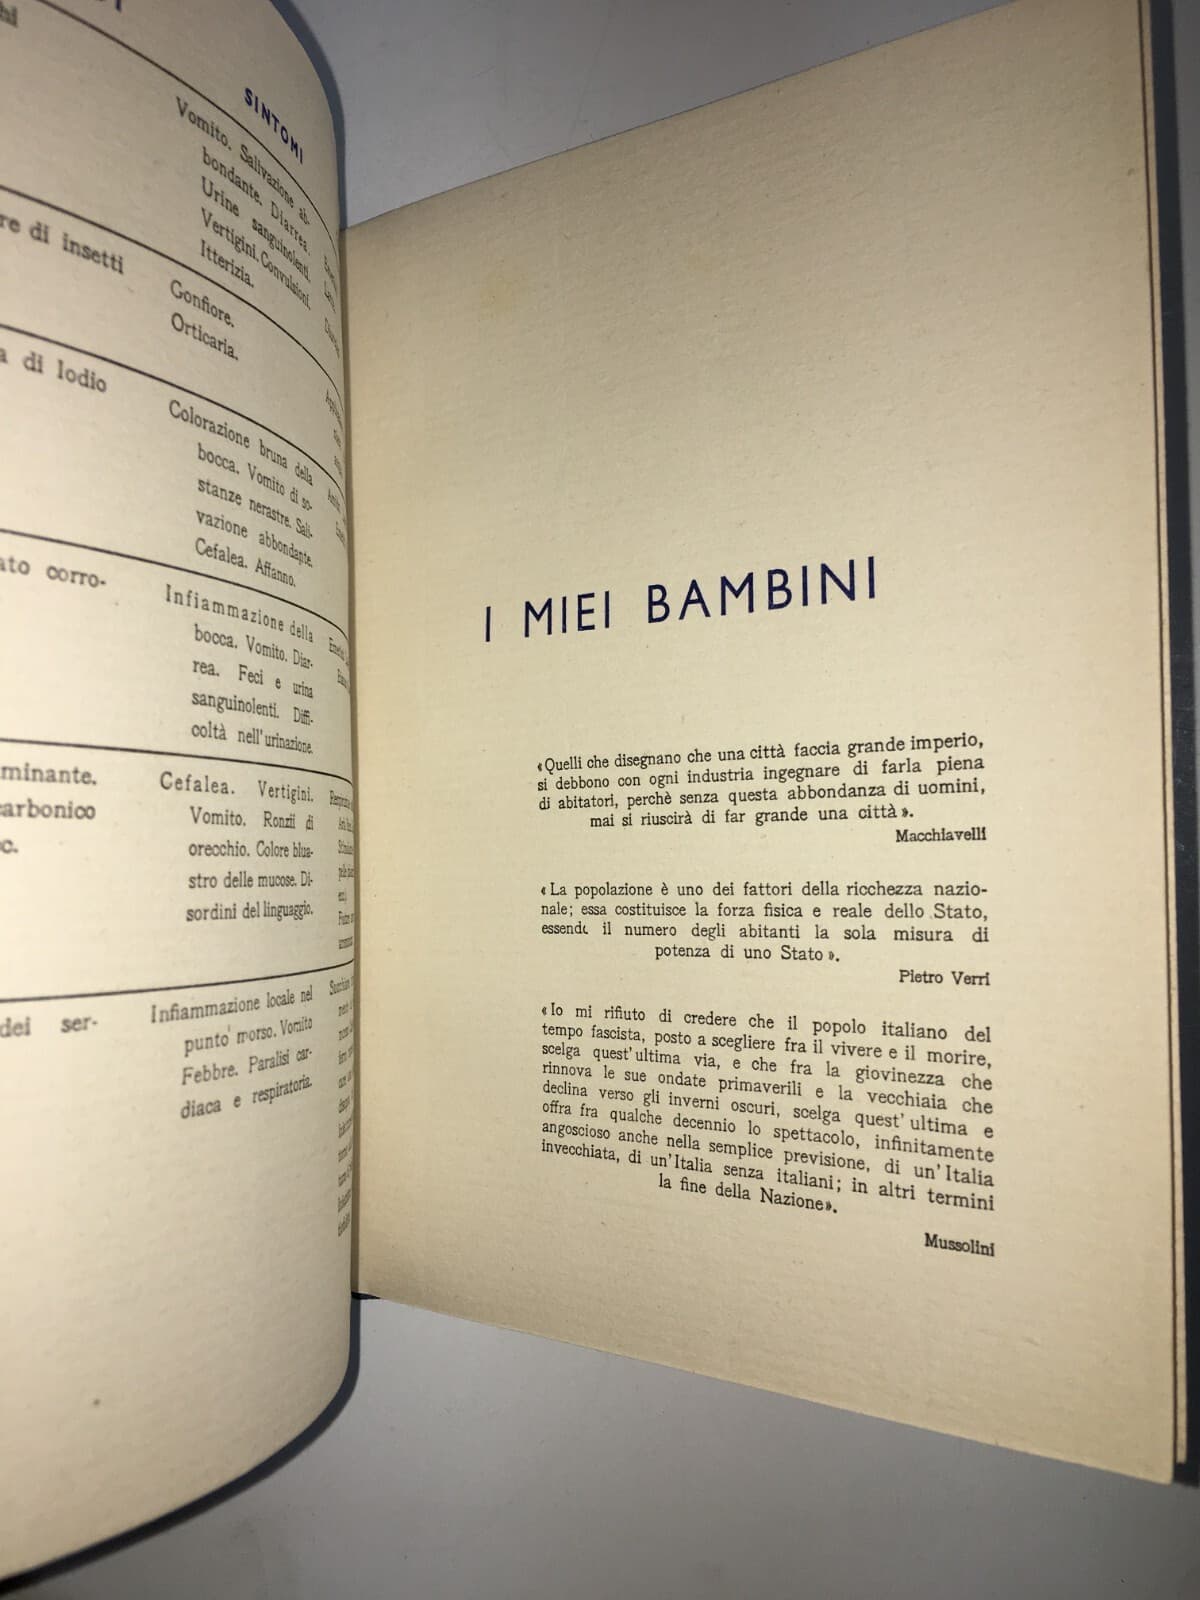 SINTOMI
Vomito. Salivazione ab-
bondante. Diarrea.
Urine sanguinolenti.
Vertigini. Convulsioni.
Itterizia.
re di insetti
Gonfiore.
Orticaria.
a di Iodio
Colorazione bruna della
bocca. Vomito di so-
stanze nerastre. Sali-
vazione abbondante.
Cefalea. Affanno.
ato corro-
Infiammazione della
bocca. Vomito. Diar-
rea. Feci e urina
sanguinolenti. Diffi-
coltà nell'urinazione.
minante.
arbonico
Cefalea. Vertigini.
Vomito. Ronzii di
orecchio. Colore blua-
stro delle mucose. Di-
sordini del linguaggio.
dei ser-
Infiammazione locale nel
punto morso. Vomito
Febbre. Paralisi car-
diaca e respiratoria.
I MIEI BAMBINI
«Quelli che disegnano che una città faccia grande imperio,
si debbono con ogni industria ingegnare di farla piena
di abitatori, perchè senza questa abbondanza di uomini,
mai si riuscirà di far grande una città».
Macchiavelli
«La popolazione è uno dei fattori della ricchezza nazio-
nale; essa costituisce la forza fisica e reale dello Stato,
essendo il numero degli abitanti la sola misura di
potenza di uno Stato».
Pietro Verri
«Io mi rifiuto di credere che il popolo italiano del
tempo fascista, posto a scegliere fra il vivere e il morire,
scelga quest'ultima via, e che fra la giovinezza che
rinnova le sue ondate primaverili e la vecchiaia che
declina verso gli inverni oscuri, scelga quest'ultima e
offra fra qualche decennio lo spettacolo, infinitamente
angoscioso anche nella semplice previsione, di un'Italia
invecchiata, di un'Italia senza italiani; in altri termini
la fine della Nazione».
Mussolini